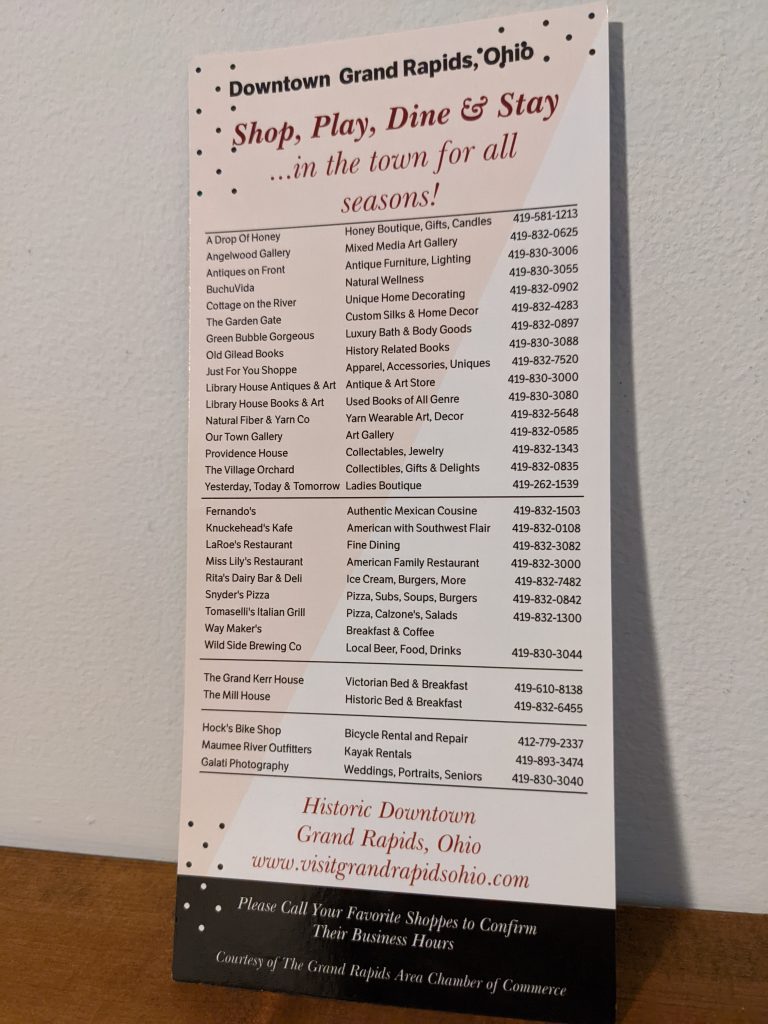 Downtown Grand Rapids, Ohio
Shop, Play, Dine & Stay
...in the town for all
seasons!
A Drop Of Honey Honey Boutique, Gifts, Candles 419-581-1213
Angelwood Gallery Mixed Media Art Gallery 419-832-0625
Antiques on Front Antique Furniture, Lighting 419-830-3006
BuchuVida Natural Wellness 419-830-3055
Cottage on the River Unique Home Decorating 419-832-0902
The Garden Gate Custom Silks & Home Decor 419-832-4283
Green Bubble Gorgeous Luxury Bath & Body Goods 419-832-0897
Old Gilead Books History Related Books 419-830-3088
Just For You Shoppe Apparel, Accessories, Uniques 419-832-7520
Library House Antiques & Art Antique & Art Store 419-830-3000
Library House Books & Art Used Books of All Genre 419-830-3080
Natural Fiber & Yarn Co Yarn Wearable Art, Decor 419-832-5648
Our Town Gallery Art Gallery 419-832-0585
Providence House Collectables, Jewelry 419-832-1343
The Village Orchard Collectibles, Gifts & Delights 419-832-0835
Yesterday, Today & Tomorrow Ladies Boutique 419-262-1539
Fernando's Authentic Mexican Cousine 419-832-1503
Knuckehead's Kafe American with Southwest Flair 419-832-0108
LaRoe's Restaurant Fine Dining 419-832-3082
Miss Lily's Restaurant American Family Restaurant 419-832-3000
Rita's Dairy Bar & Deli Ice Cream, Burgers, More 419-832-7482
Snyder's Pizza Pizza, Subs, Soups, Burgers 419-832-0842
Tomaselli's Italian Grill Pizza, Calzone's, Salads 419-832-1300
Way Maker's Breakfast & Coffee
Wild Side Brewing Co Local Beer, Food, Drinks 419-830-3044
The Grand Kerr House Victorian Bed & Breakfast 419-610-8138
The Mill House Historic Bed & Breakfast 419-832-6455
Hock's Bike Shop Bicycle Rental and Repair 412-779-2337
Maumee River Outfitters Kayak Rentals 419-893-3474
Galati Photography Weddings, Portraits, Seniors 419-830-3040
Historic Downtown
Grand Rapids, Ohio
www.visitgrandrapidsohio.com
Please Call Your Favorite Shoppes to Confirm
Their Business Hours
Courtesy of The Grand Rapids Area Chamber of Commerce